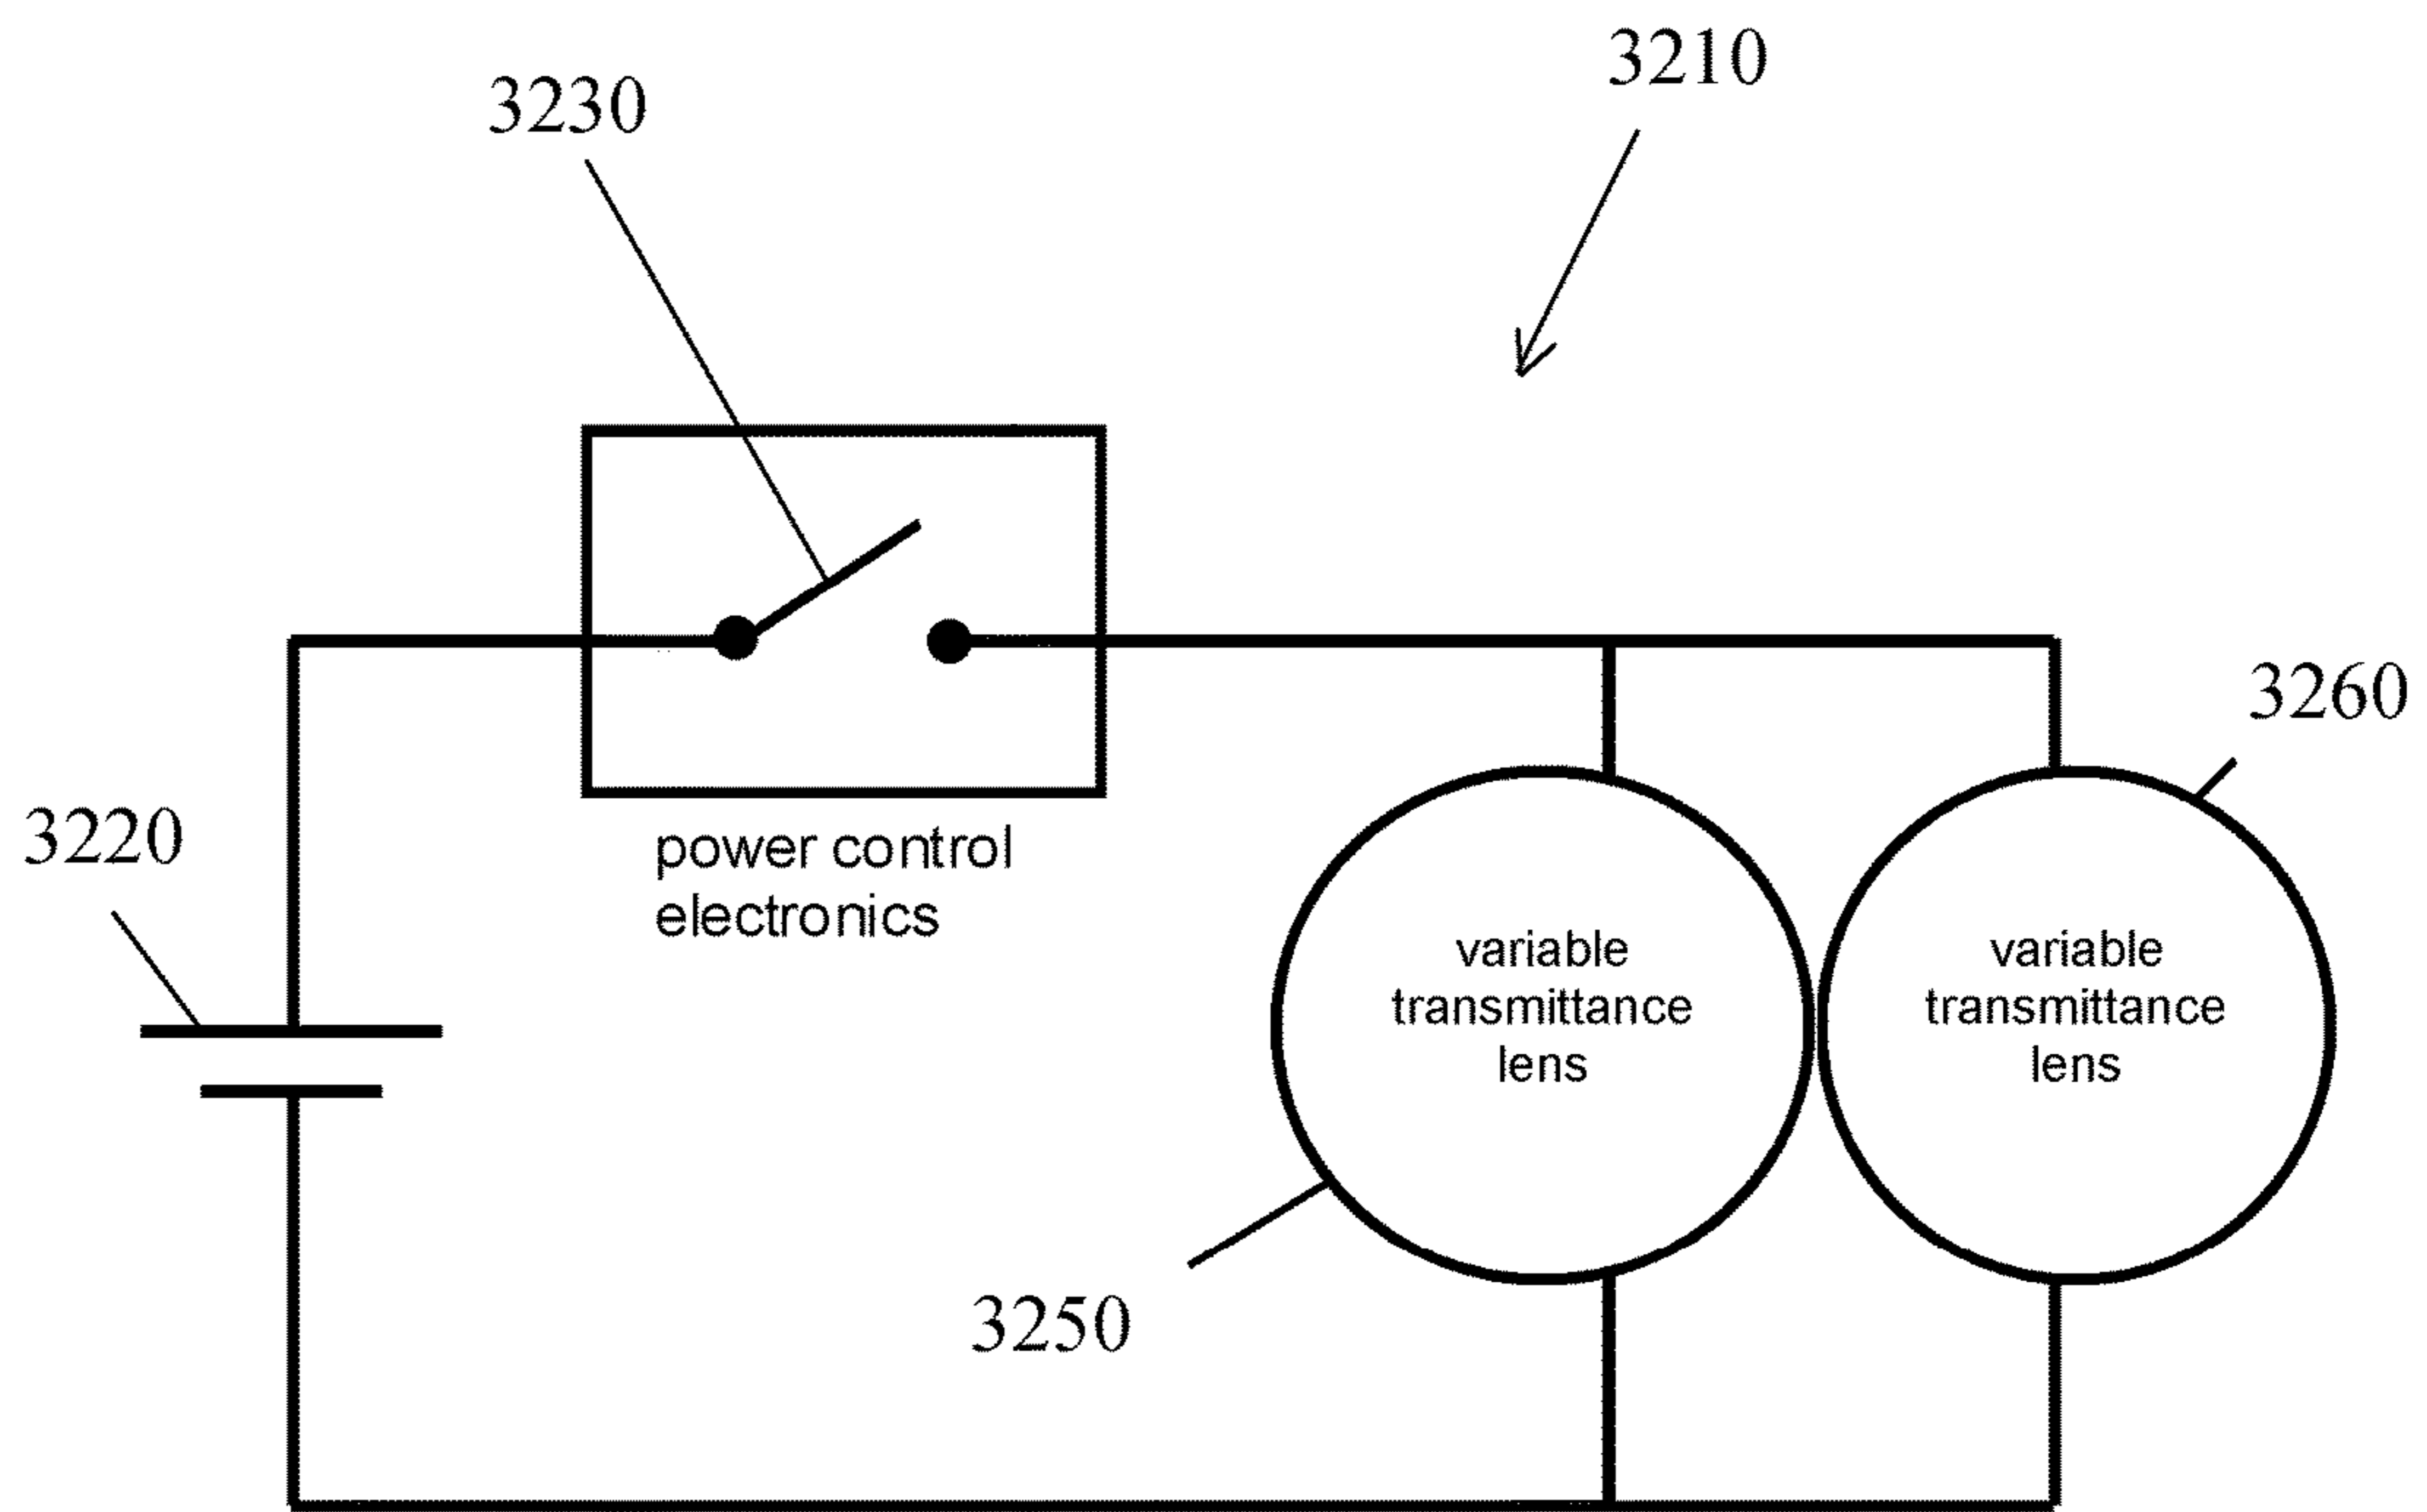 3210
3230
3260
3220
power control
electronics
variable
transmittance
lens
variable
transmittance
lens
3250